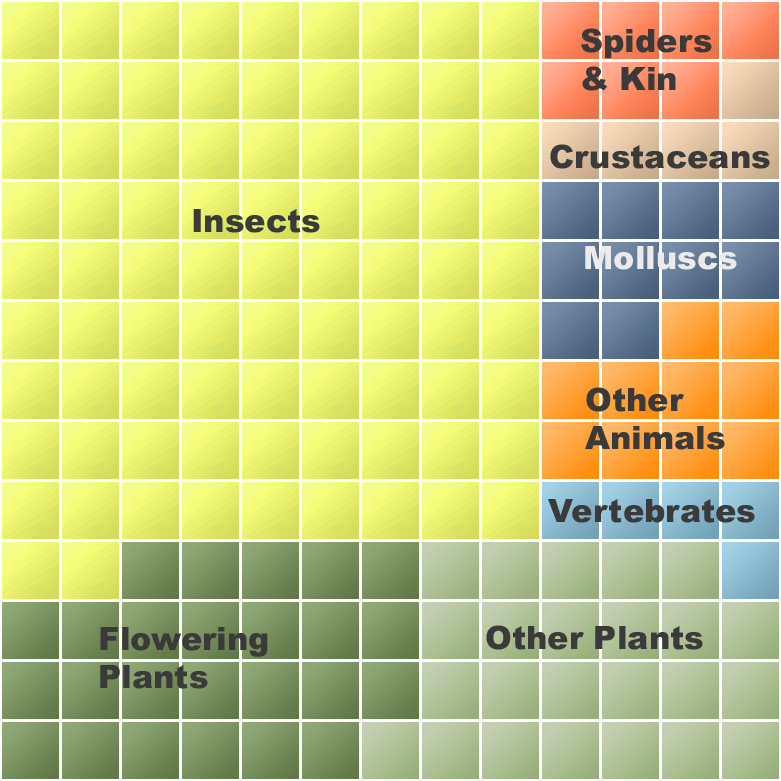 Spiders
& Kin
Crustaceans
Insects
Molluscs
Other
Animals
Vertebrates
Flowering
Plants
Other Plants